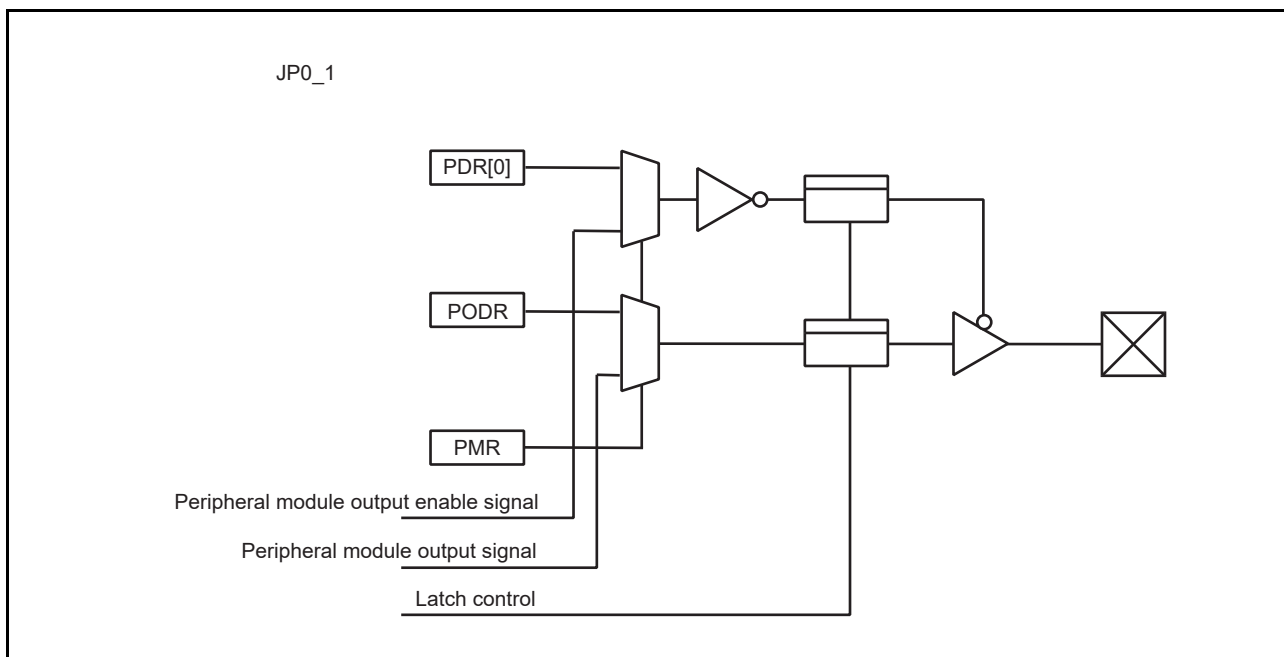 JP0_1
PDR[0]
PODR
PMR
Peripheral module output enable signal
Peripheral module output signal
Latch control